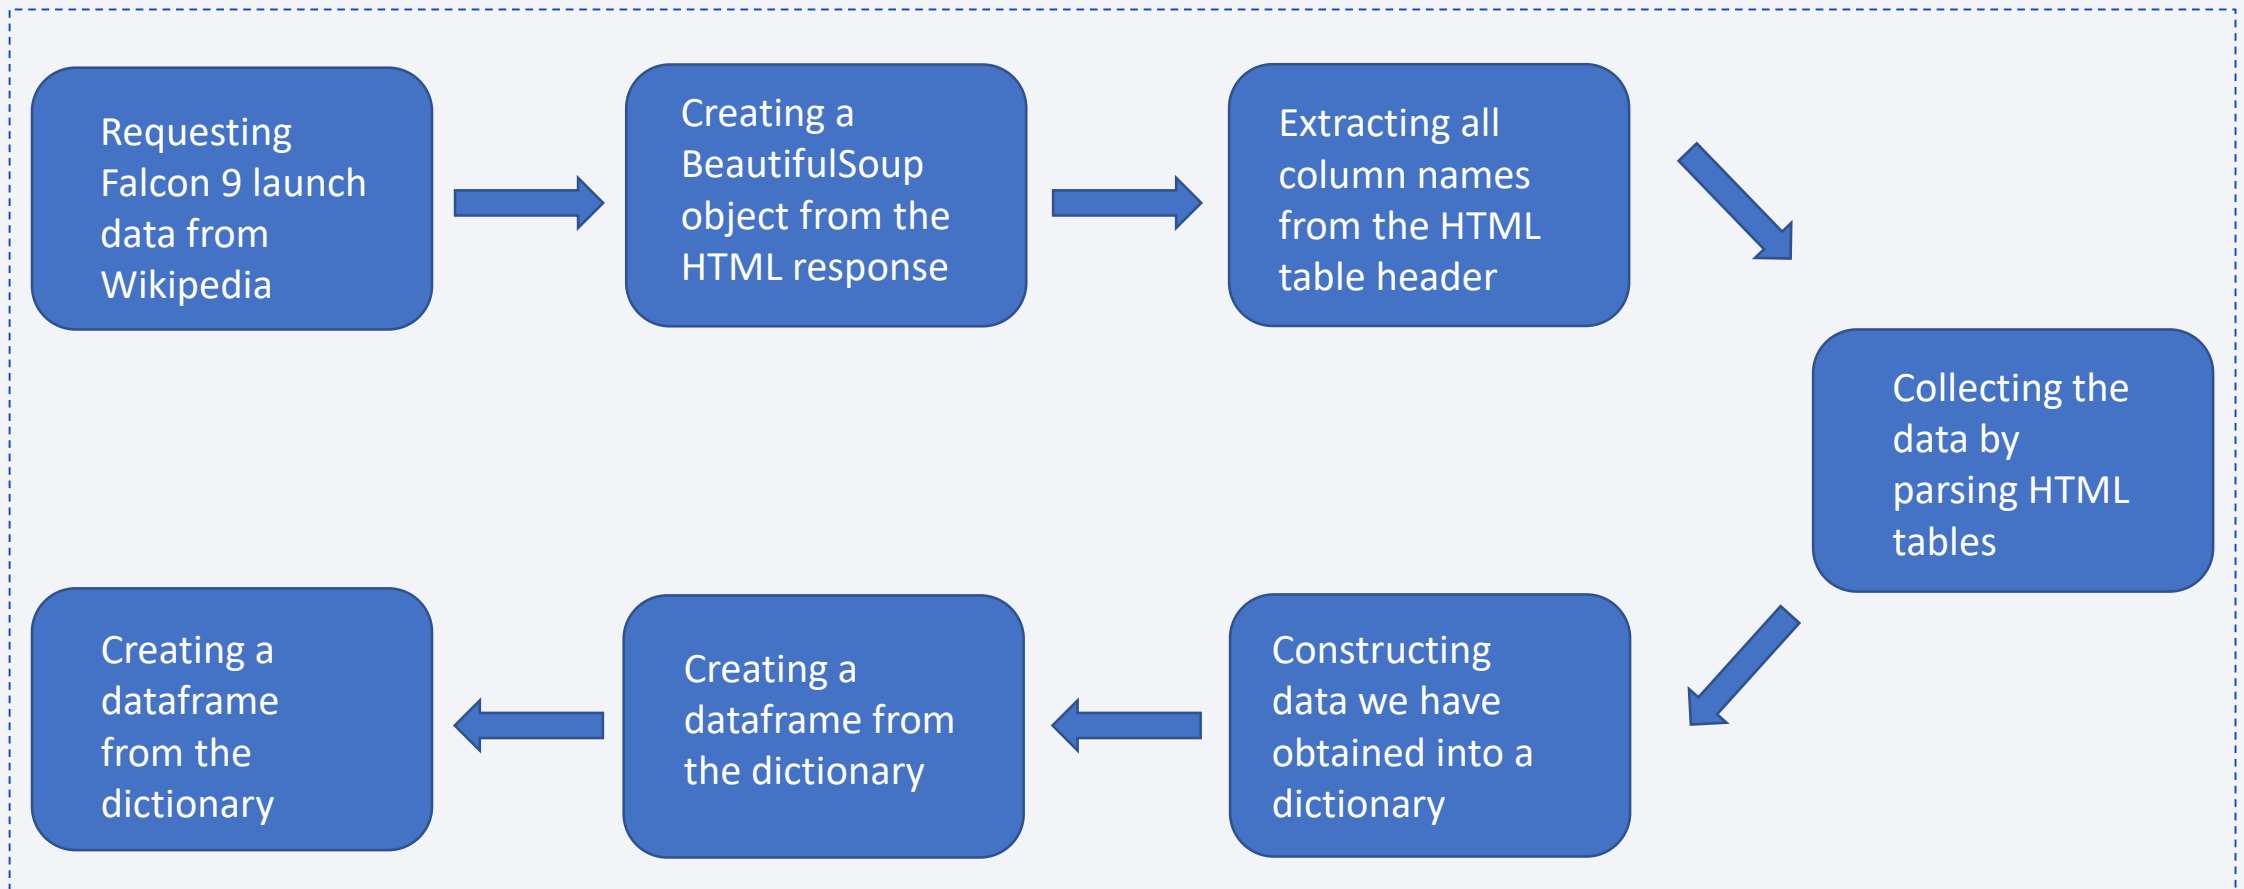 Requesting
Falcon 9 launch
data from
Wikipedia
Creating a
BeautifulSoup
object from the
HTML response
Extracting all
column names
from the HTML
table header
Collecting the
data by
parsing HTML
tables
Constructing
data we have
obtained into a
dictionary
Creating a
dataframe from
the dictionary
Creating a
dataframe
from the
dictionary